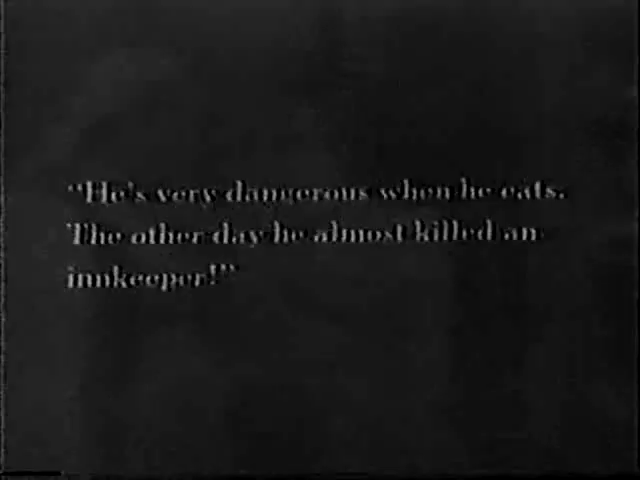 “He's very dangerous when he eats.
The other day he almost killed an
innkeeper!”